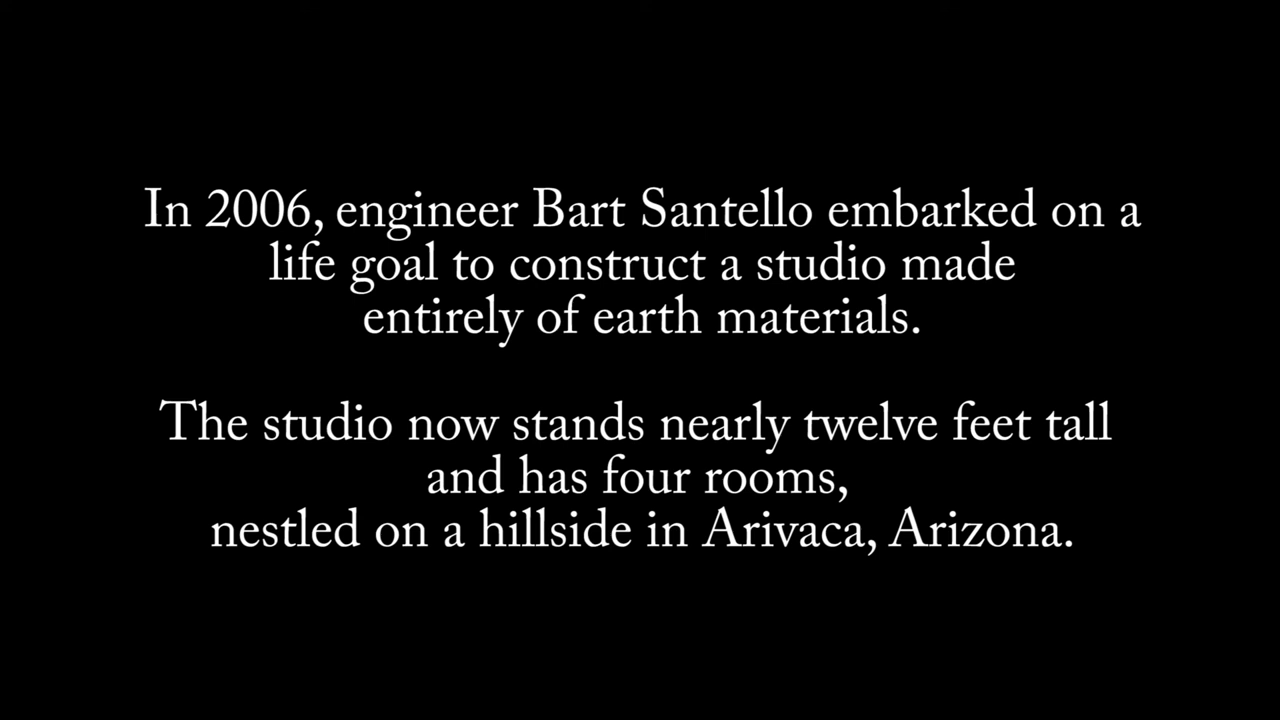 In 2006, engineer Bart Santello embarked on a
life goal to construct a studio made
entirely of earth materials.
The studio now stands nearly twelve feet tall
and has four rooms,
nestled on a hillside in Arivaca, Arizona.